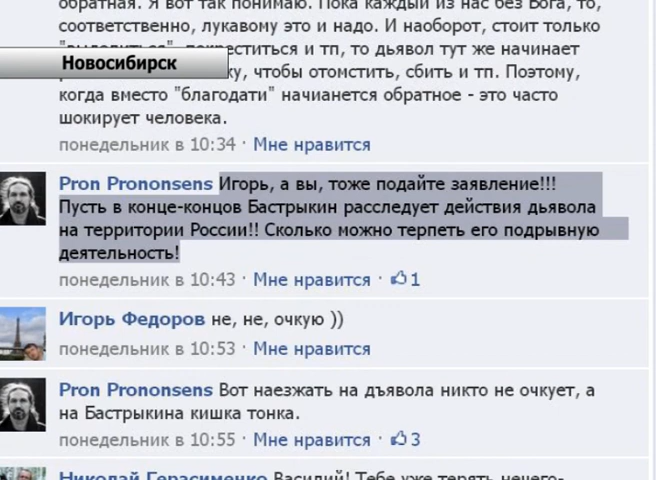 обратная. Я вот так понимаю. Пока каждый из нас без Бога, то,
соответственно, лукавому это и надо. И наоборот, стоит только
и тп, то дьявол тут же начинает
Новосибирск
чтобы отомстить, сбить и тп. Поэтому,
когда вместо "благодати" начианется обратное - это часто
шокирует человека.
понедельник в 10:34 · Мне нравится
Pron Prononsens Игорь, а вы, тоже подайте заявление!!!
Пусть в конце-концов Бастрыкин расследует действия дьявола
на территории России!! Сколько можно терпеть его подрывную
деятельность!
понедельник в 10:43 · Мне нравится · 1
Игорь Федоров не, не, очкую ))
понедельник в 10:53 · Мне нравится
Pron Prononsens Вот наезжать на дъявола никто не очкует, а
на Бастрыкина кишка тонка.
понедельник в 10:55 · Мне нравится · 3
Николай Герасименко Василий! Тебе уже терять нечего-